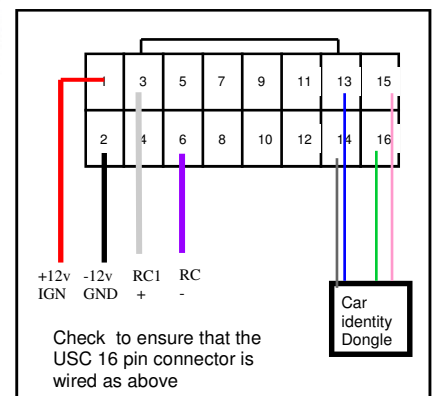 1 3 5 7 9 11 13 15
2 4 6 8 10 12 14 16
+12v -12v RC1 RC
IGN GND + -
Car
identity
Dongle
Check to ensure that the
USC 16 pin connector is
wired as above